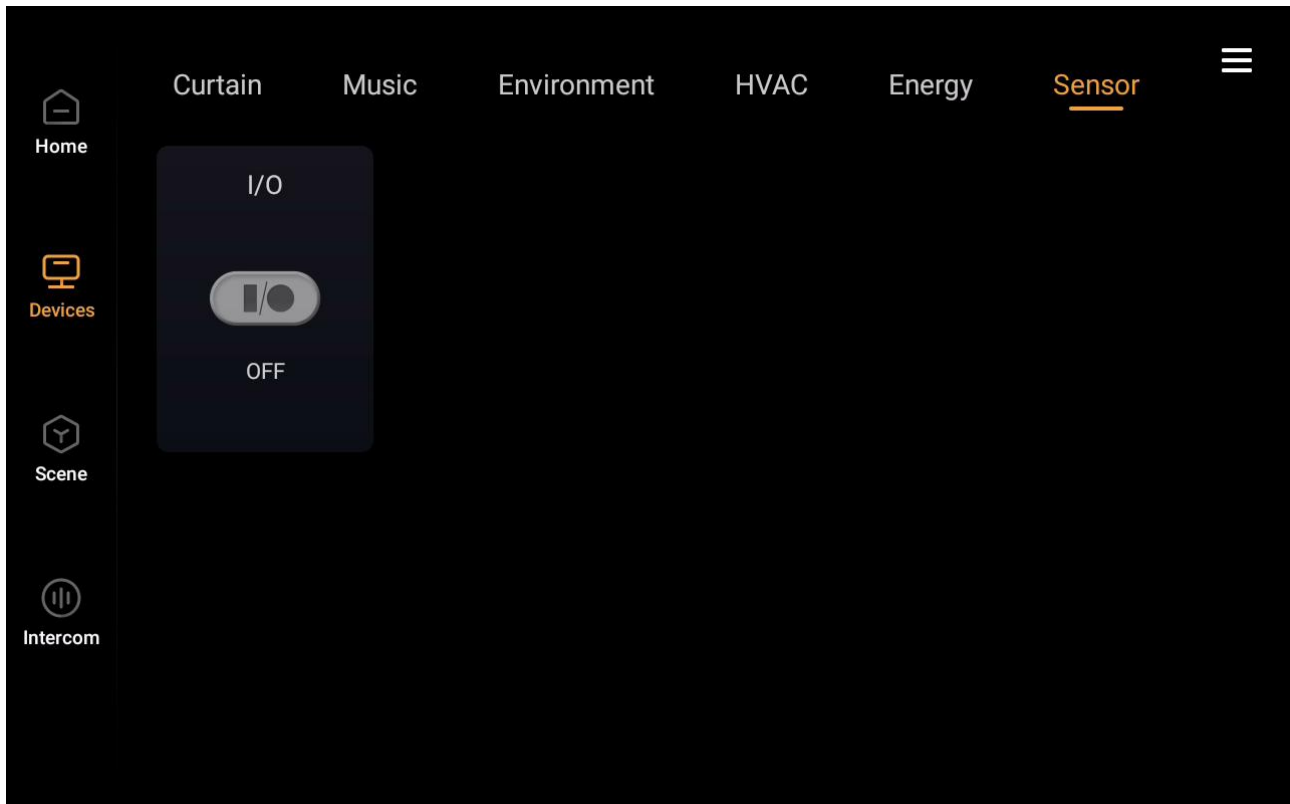 Curtain Music Environment HVAC Energy Sensor
Home
I/O
Devices
OFF
Scene
Intercom